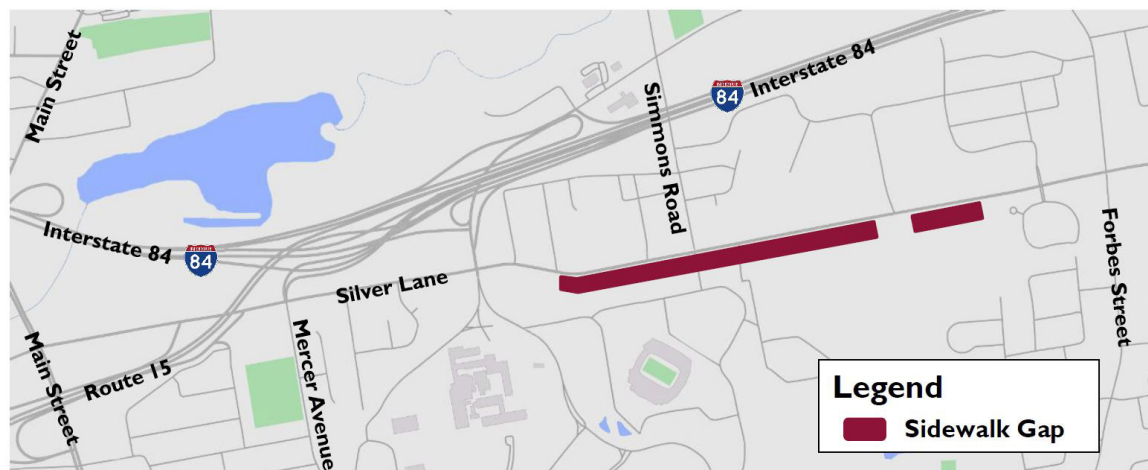 Main Street
Interstate 84
84
Simmons Road
Interstate 84
84
Silver Lane
Forbes Street
Main Street
Route 15
Mercer Avenue
Legend
Sidewalk Gap